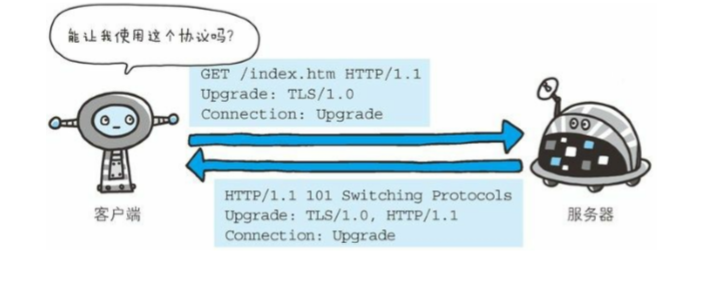 能让我使用这个协议吗?
GET /index.htm HTTP/1.1
Upgrade: TLS/1.0
Connection: Upgrade
HTTP/1.1 101 Switching Protocols
Upgrade: TLS/1.0, HTTP/1.1
Connection: Upgrade
客户端
服务器